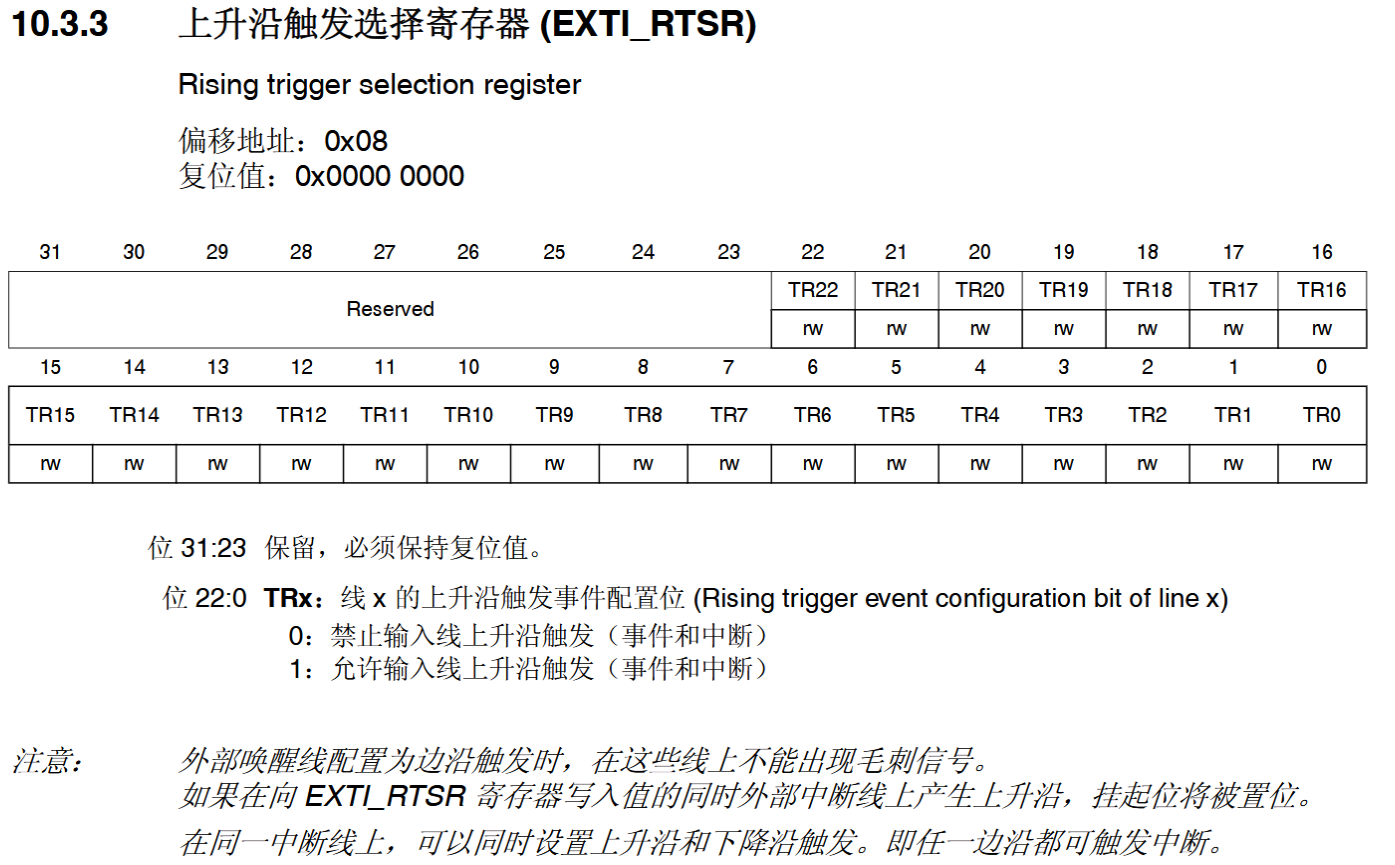 10.3.3 上升沿触发选择寄存器 (EXTI_RTSR)
Rising trigger selection register
偏移地址：0x08
复位值：0x0000 0000
31 30 29 28 27 26 25 24 23 22 21 20 19 18 17 16
Reserved TR22 TR21 TR20 TR19 TR18 TR17 TR16
rw rw rw rw rw rw rw
15 14 13 12 11 10 9 8 7 6 5 4 3 2 1 0
TR15 TR14 TR13 TR12 TR11 TR10 TR9 TR8 TR7 TR6 TR5 TR4 TR3 TR2 TR1 TR0
rw rw rw rw rw rw rw rw rw rw rw rw rw rw rw rw
位 31:23 保留，必须保持复位值。
位 22:0 TRx：线 x 的上升沿触发事件配置位 (Rising trigger event configuration bit of line x)
0：禁止输入线上升沿触发（事件和中断）
1：允许输入线上升沿触发（事件和中断）
注意： 外部唤醒线配置为边沿触发时，在这些线上不能出现毛刺信号。
如果在向 EXTI_RTSR 寄存器写入值的同时外部中断线上产生上升沿，挂起位将被置位。
在同一中断线上，可以同时设置上升沿和下降沿触发。即任一边沿都可触发中断。